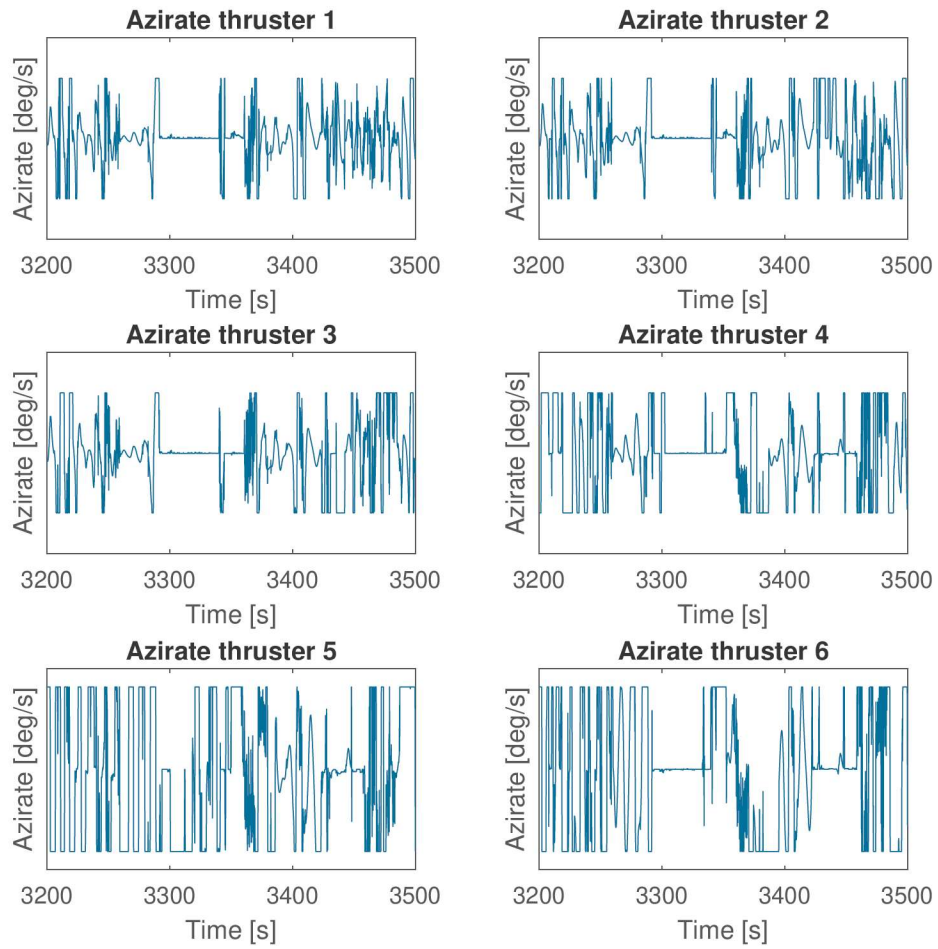 Azirate thruster 1
Azirate [deg/s]
3200 3300 3400 3500
Time [s]
Azirate thruster 2
Azirate [deg/s]
3200 3300 3400 3500
Time [s]
Azirate thruster 3
Azirate [deg/s]
3200 3300 3400 3500
Time [s]
Azirate thruster 4
Azirate [deg/s]
3200 3300 3400 3500
Time [s]
Azirate thruster 5
Azirate [deg/s]
3200 3300 3400 3500
Time [s]
Azirate thruster 6
Azirate [deg/s]
3200 3300 3400 3500
Time [s]